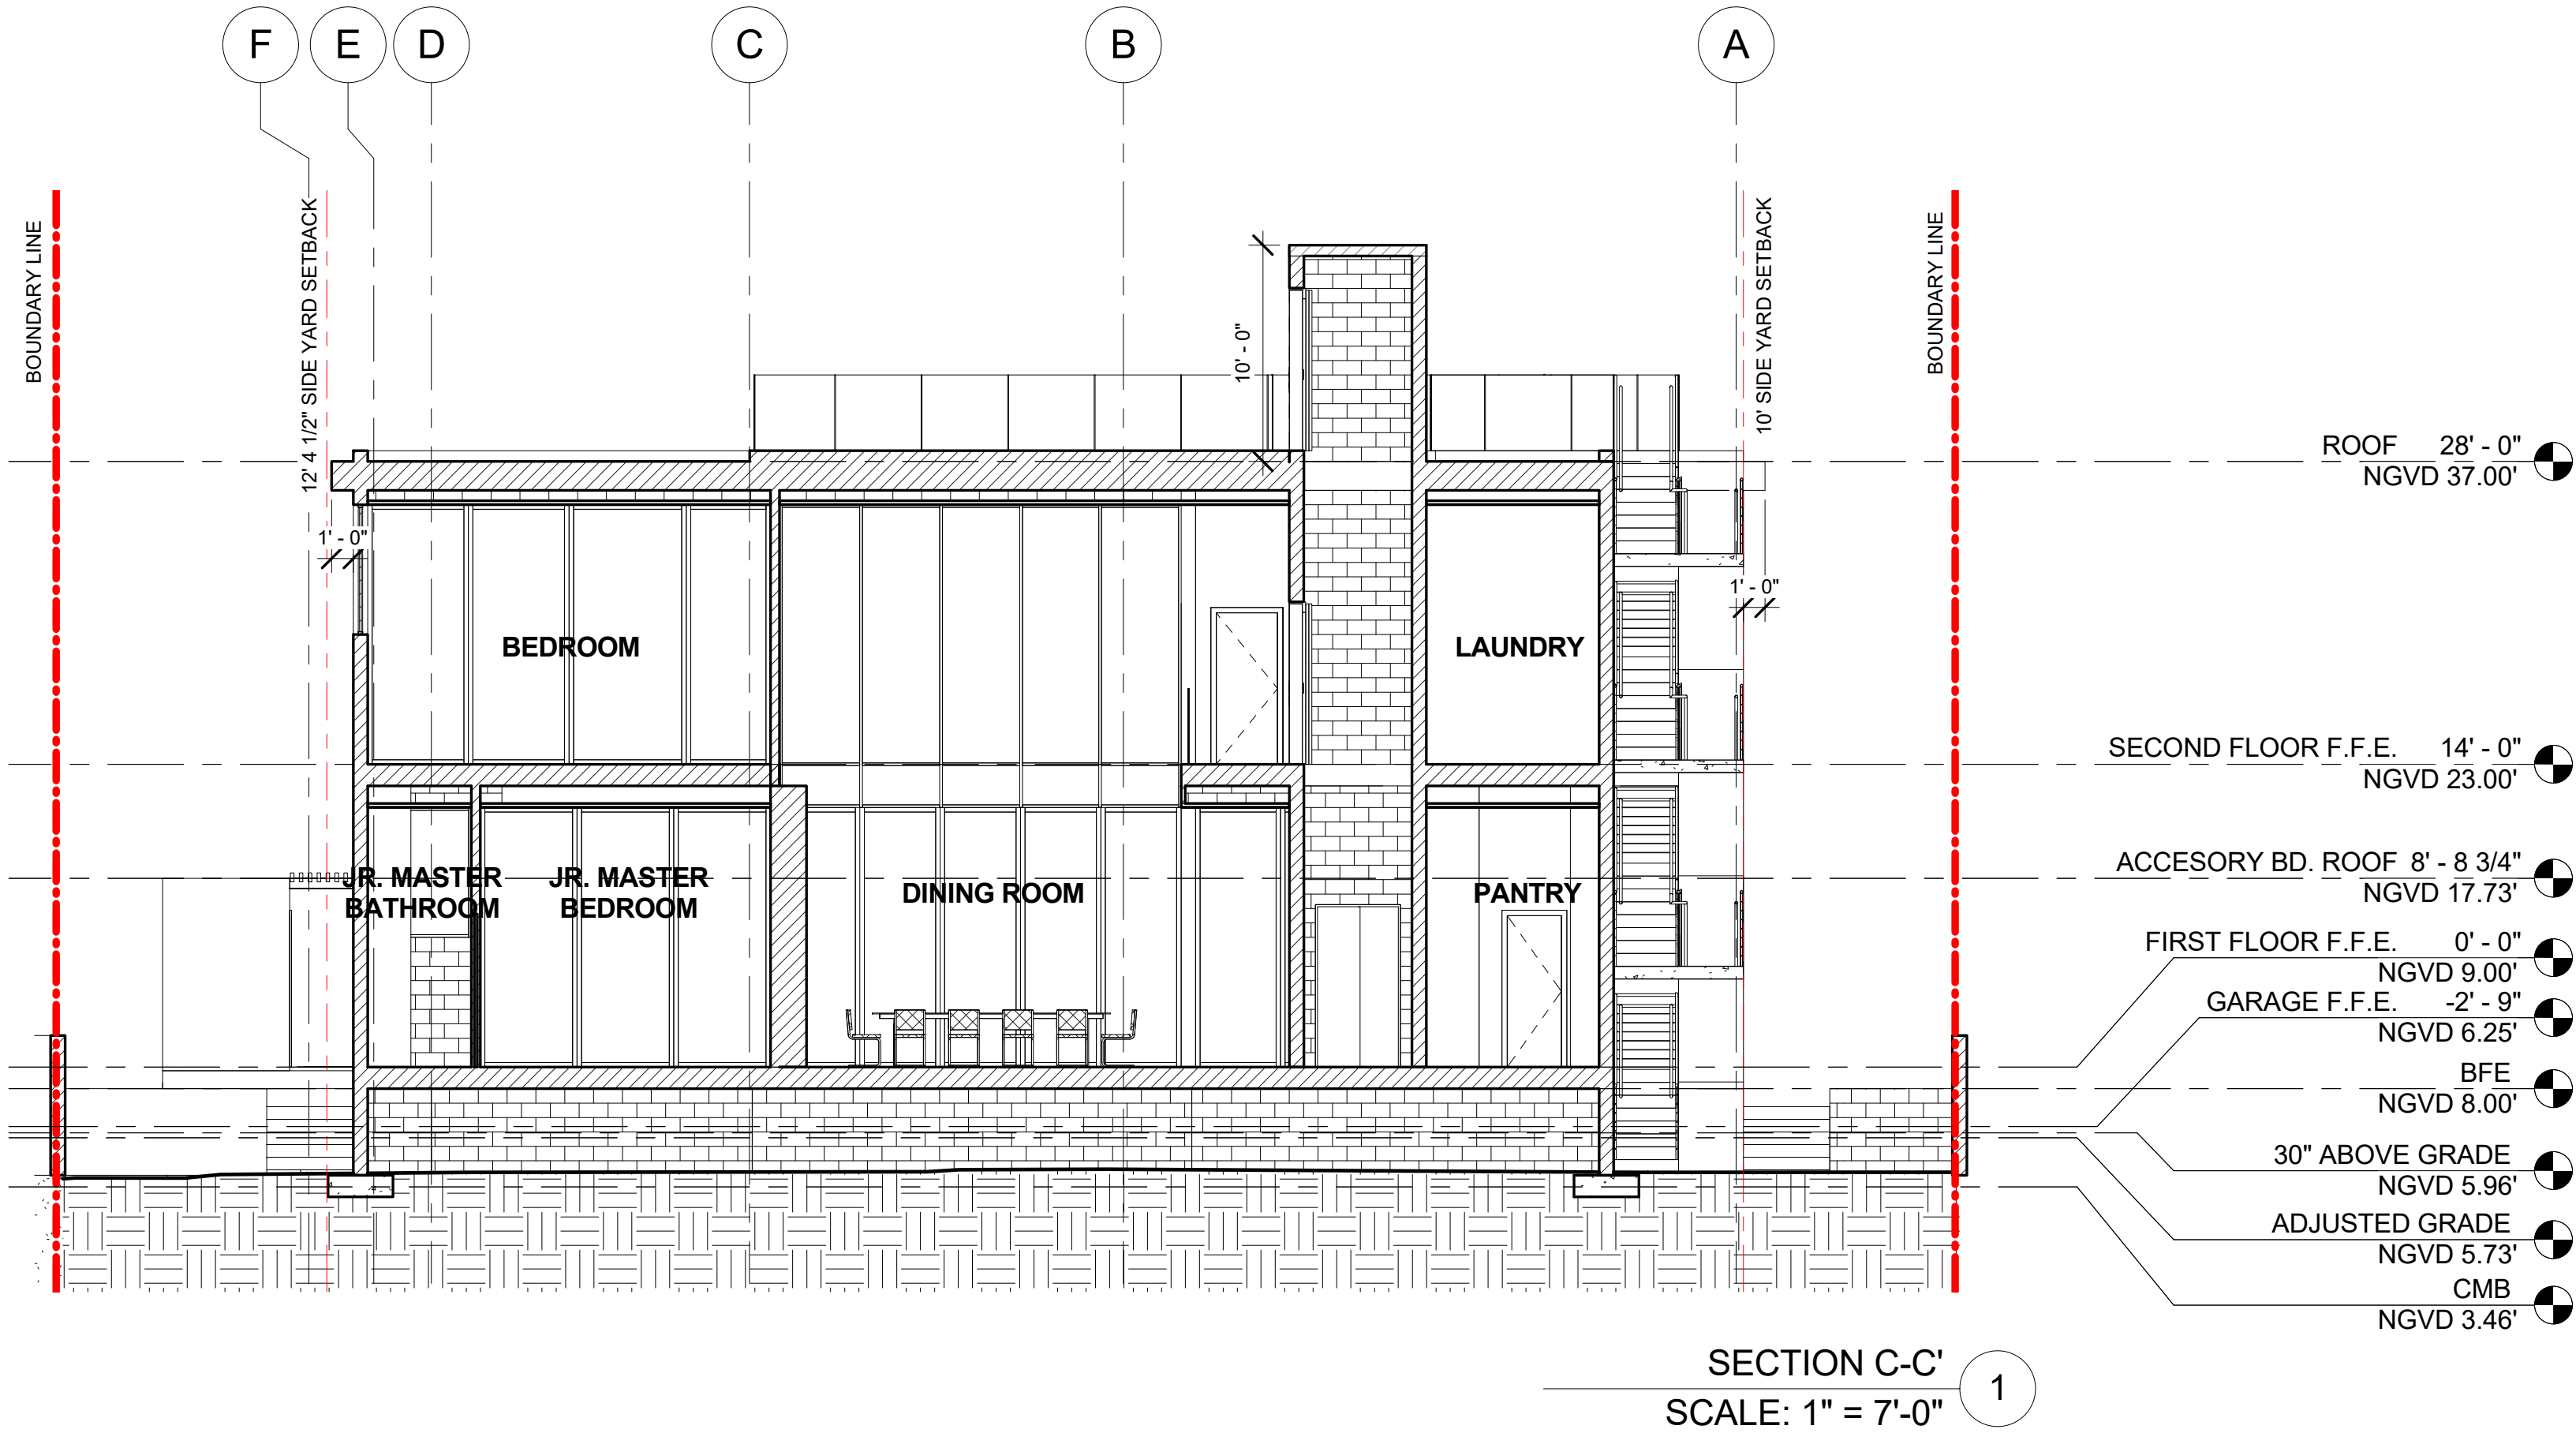 F
E
D
C
B
A
BOUNDARY LINE
12' 4 1/2" SIDE YARD SETBACK
10' - 0"
10' SIDE YARD SETBACK
BOUNDARY LINE
ROOF 28' - 0"
NGVD 37.00'
1' - 0"
1' - 0"
BEDROOM
LAUNDRY
SECOND FLOOR F.F.E. 14' - 0"
NGVD 23.00'
ACCESORY BD. ROOF 8' - 8 3/4"
NGVD 17.73'
JR. MASTER
BATHROOM
JR. MASTER
BEDROOM
DINING ROOM
PANTRY
FIRST FLOOR F.F.E. 0' - 0"
NGVD 9.00'
GARAGE F.F.E. -2' - 9"
NGVD 6.25'
BFE
NGVD 8.00'
30" ABOVE GRADE
NGVD 5.96'
ADJUSTED GRADE
NGVD 5.73'
CMB
NGVD 3.46'
SECTION C-C'
1
SCALE: 1" = 7'-0"